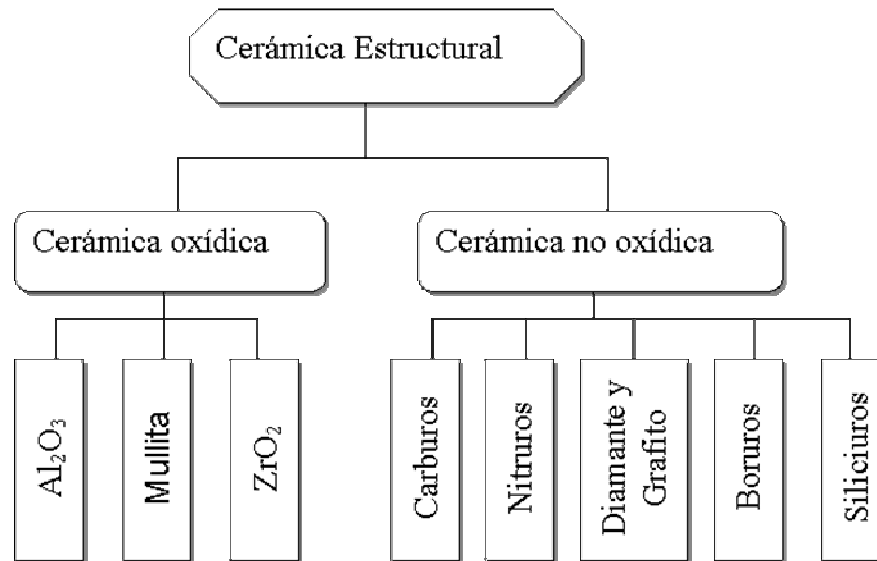 Cerámica Estructural
Cerámica oxídica
Cerámica no oxídica
Al₂O₃
Mullita
ZrO₂
Carburos
Nitruros
Diamante y
Grafito
Boruros
Siliciuros